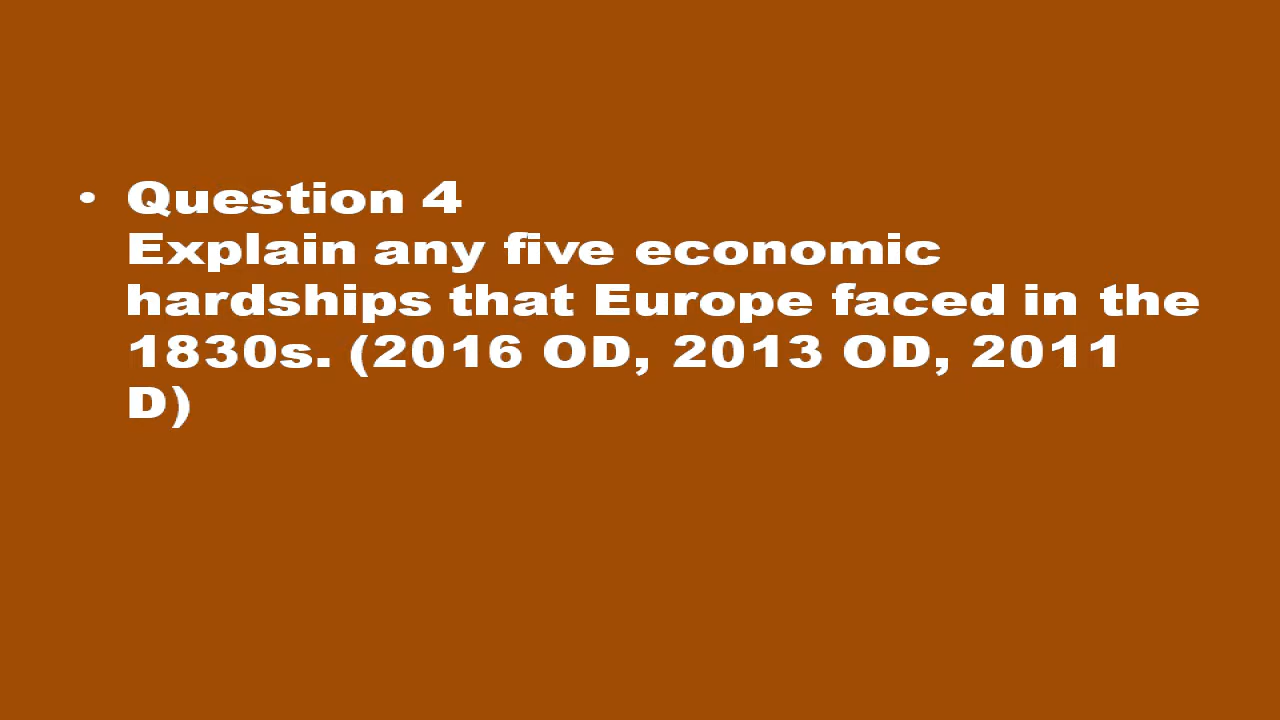 • Question 4
Explain any five economic
hardships that Europe faced in the
1830s. (2016 OD, 2013 OD, 2011
D)